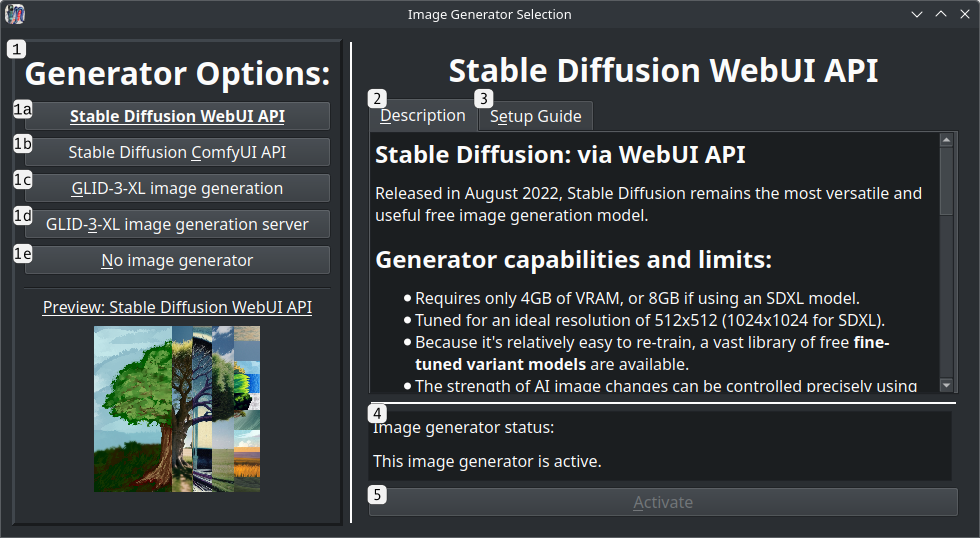 Image Generator Selection
1
Generator Options:
1a
Stable Diffusion WebUI API
1b
Stable Diffusion ComfyUI API
1c
GLID-3-XL image generation
1d
GLID-3-XL image generation server
1e
No image generator
Preview: Stable Diffusion WebUI API
Stable Diffusion WebUI API
2
Description
3
Setup Guide
Stable Diffusion: via WebUI API
Released in August 2022, Stable Diffusion remains the most versatile and
useful free image generation model.
Generator capabilities and limits:
• Requires only 4GB of VRAM, or 8GB if using an SDXL model.
• Tuned for an ideal resolution of 512x512 (1024x1024 for SDXL).
• Because it's relatively easy to re-train, a vast library of free fine-
tuned variant models are available.
• The strength of AI image changes can be controlled precisely using
4
Image generator status:
This image generator is active.
5
Activate